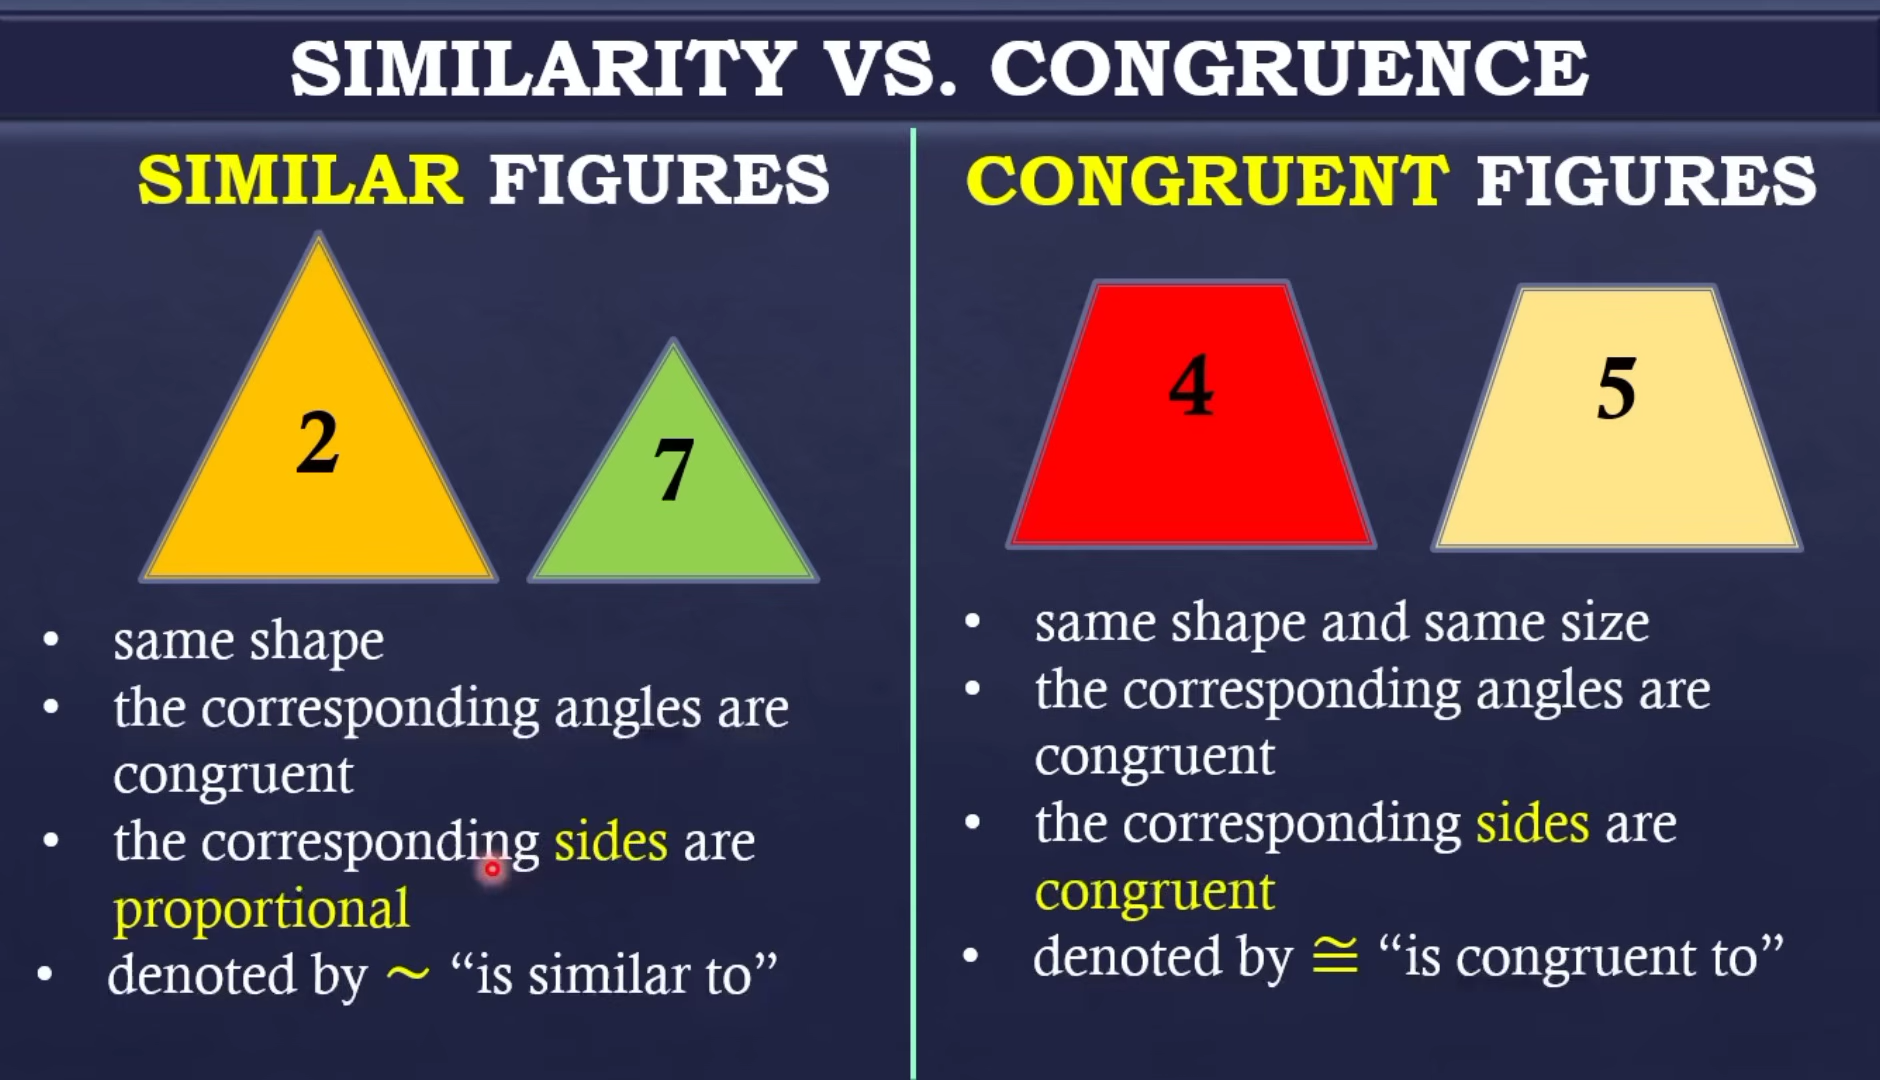 SIMILARITY VS. CONGRUENCE
SIMILAR FIGURES
2
7
• same shape
• the corresponding angles are
congruent
• the corresponding sides are
proportional
• denoted by ~ “is similar to”
CONGRUENT FIGURES
4
5
• same shape and same size
• the corresponding angles are
congruent
• the corresponding sides are
congruent
• denoted by ≅ “is congruent to”